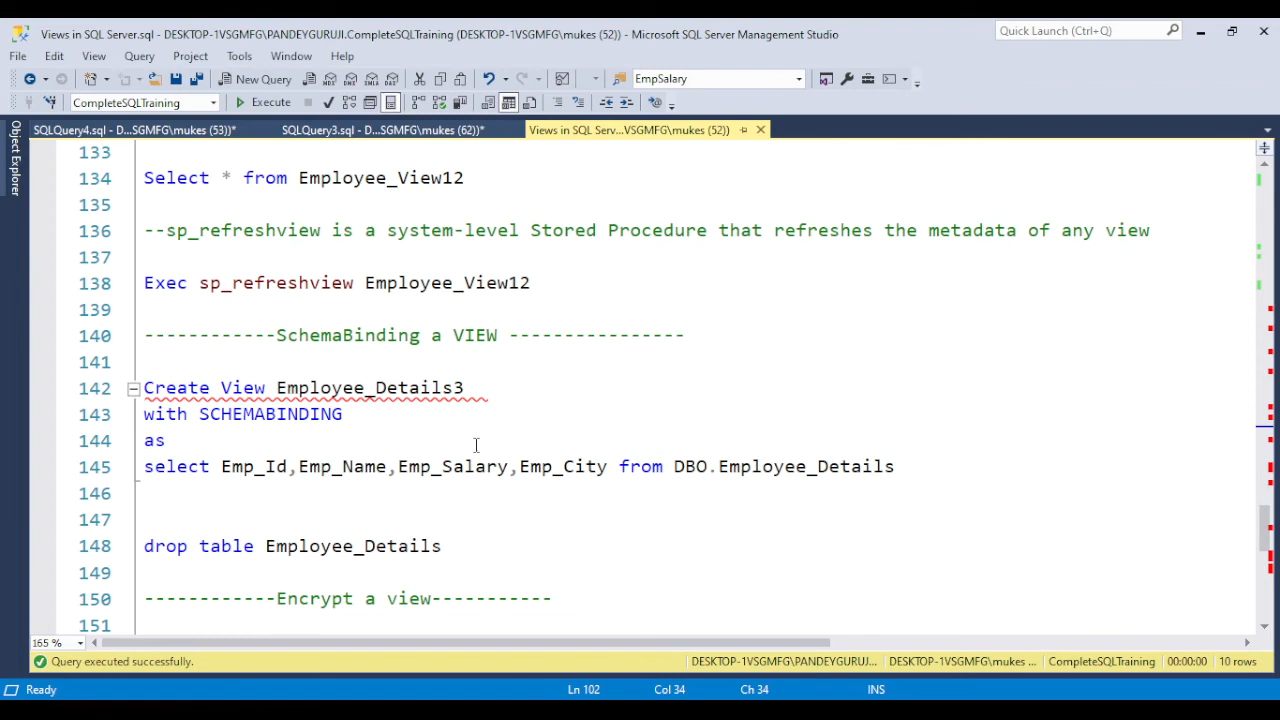 Views in SQL Server.sql - DESKTOP-1VSGMFG\PANDEYGURUJI.CompleteSQLTraining (DESKTOP-1VSGMFG\mukes (52)) - Microsoft SQL Server Management Studio
Quick Launch (Ctrl+Q)
File Edit View Query Project Tools Window Help
New Query EmpSalary
CompleteSQLTraining Execute
SQLQuery4.sql - D...SGMFG\mukes (53))* SQLQuery3.sql - D...SGMFG\mukes (62))* Views in SQL Serv...VSGMFG\mukes (52))
Object Explorer
133
134 Select * from Employee_View12
135
136 --sp_refreshview is a system-level Stored Procedure that refreshes the metadata of any view
137
138 Exec sp_refreshview Employee_View12
139
140 ------------SchemaBinding a VIEW ----------------
141
142 Create View Employee_Details3
143 with SCHEMABINDING
144 as
145 select Emp_Id,Emp_Name,Emp_Salary,Emp_City from DBO.Employee_Details
146
147
148 drop table Employee_Details
149
150 ------------Encrypt a view-----------
151
165 %
Query executed successfully. DESKTOP-1VSGMFG\PANDEYGURUJI... DESKTOP-1VSGMFG\mukes ... CompleteSQLTraining 00:00:00 10 rows
Ready Ln 102 Col 34 Ch 34 INS